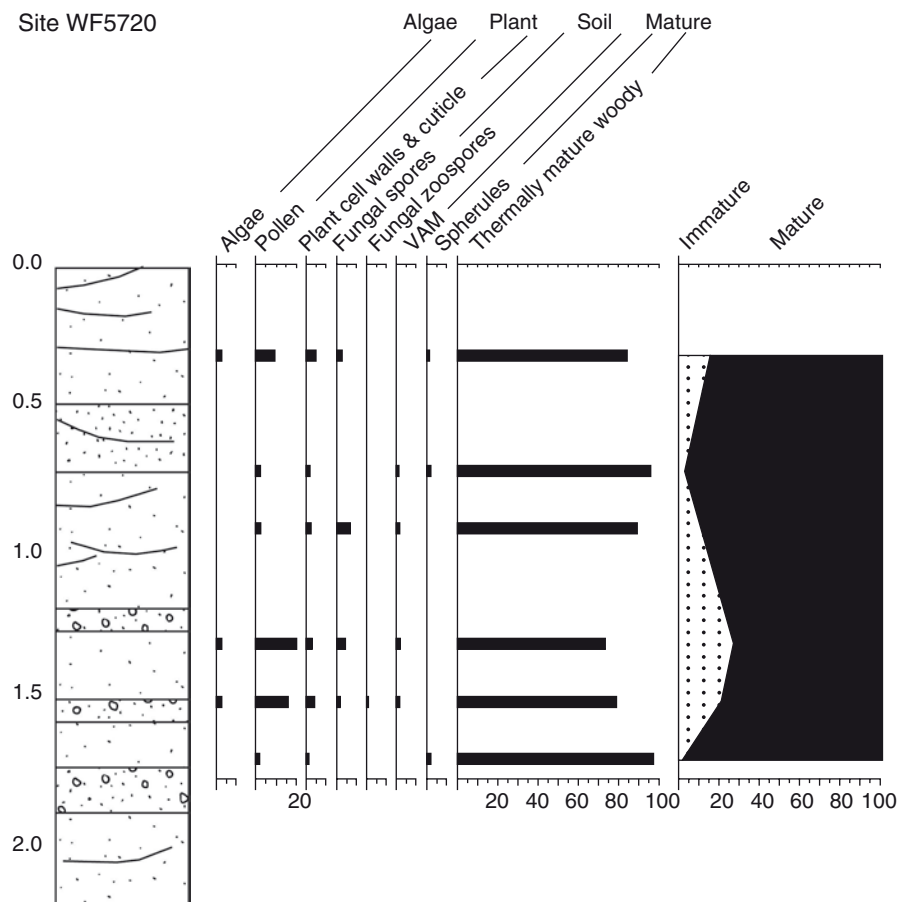 Site WF5720
Algae Plant Soil Mature
Algae
Pollen
Plant cell walls & cuticle
Fungal spores
Fungal zoospores
VAM
Spherules
Thermally mature woody
Immature
Mature
0.0
0.5
1.0
1.5
2.0
20
20 40 60 80 100
20 40 60 80 100